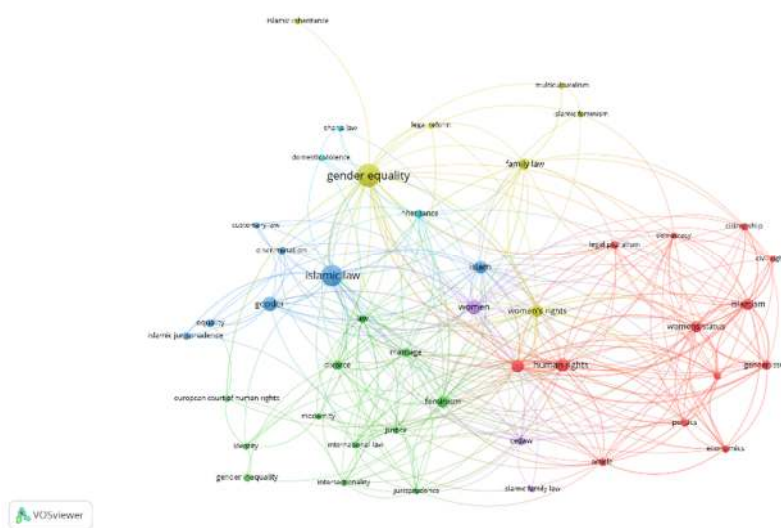 islamic inheritance
multiculturalism
islamic feminism
legal reform
sharia law
domestic violence
family law
gender equality
inheritance
customary law
citizenship
democracy
discrimination
legal pluralism
islam
islamic law
gender
islamism
women
women's rights
law
equality
women's status
islamic jurisprudence
marriage
divorce
human rights
european court of human rights
feminism
modernity
politics
justice
cedaw
identity
international law
economics
gender inequality
intersectionality
jurisprudence
islamic family law
VOSviewer